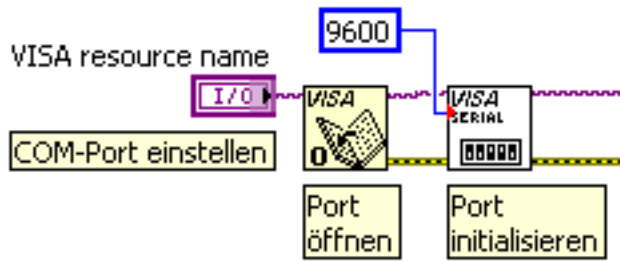 9600
VISA resource name
I/O
VISA
VISA
SERIAL
COM-Port einstellen
0
Port
öffnen
Port
initialisieren